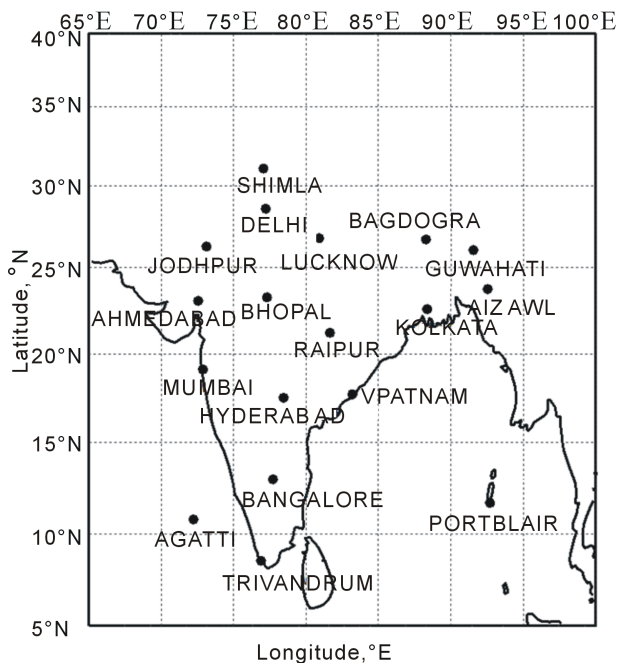 65°E 70°E 75°E 80°E 85°E 90°E 95°E 100°E
40°N
35°N
SHIMLA
30°N
DELHI
BAGDOGRA
JODHPUR
LUCKNOW
GUWAHATI
25°N
AHMEDABAD
BHOPAL
KOLKATA
AIZAWL
RAIPUR
20°N
MUMBAI
VPATNAM
HYDERABAD
15°N
BANGALORE
PORTBLAIR
10°N
AGATTI
TRIVANDRUM
5°N
Latitude,°N
Longitude,°E